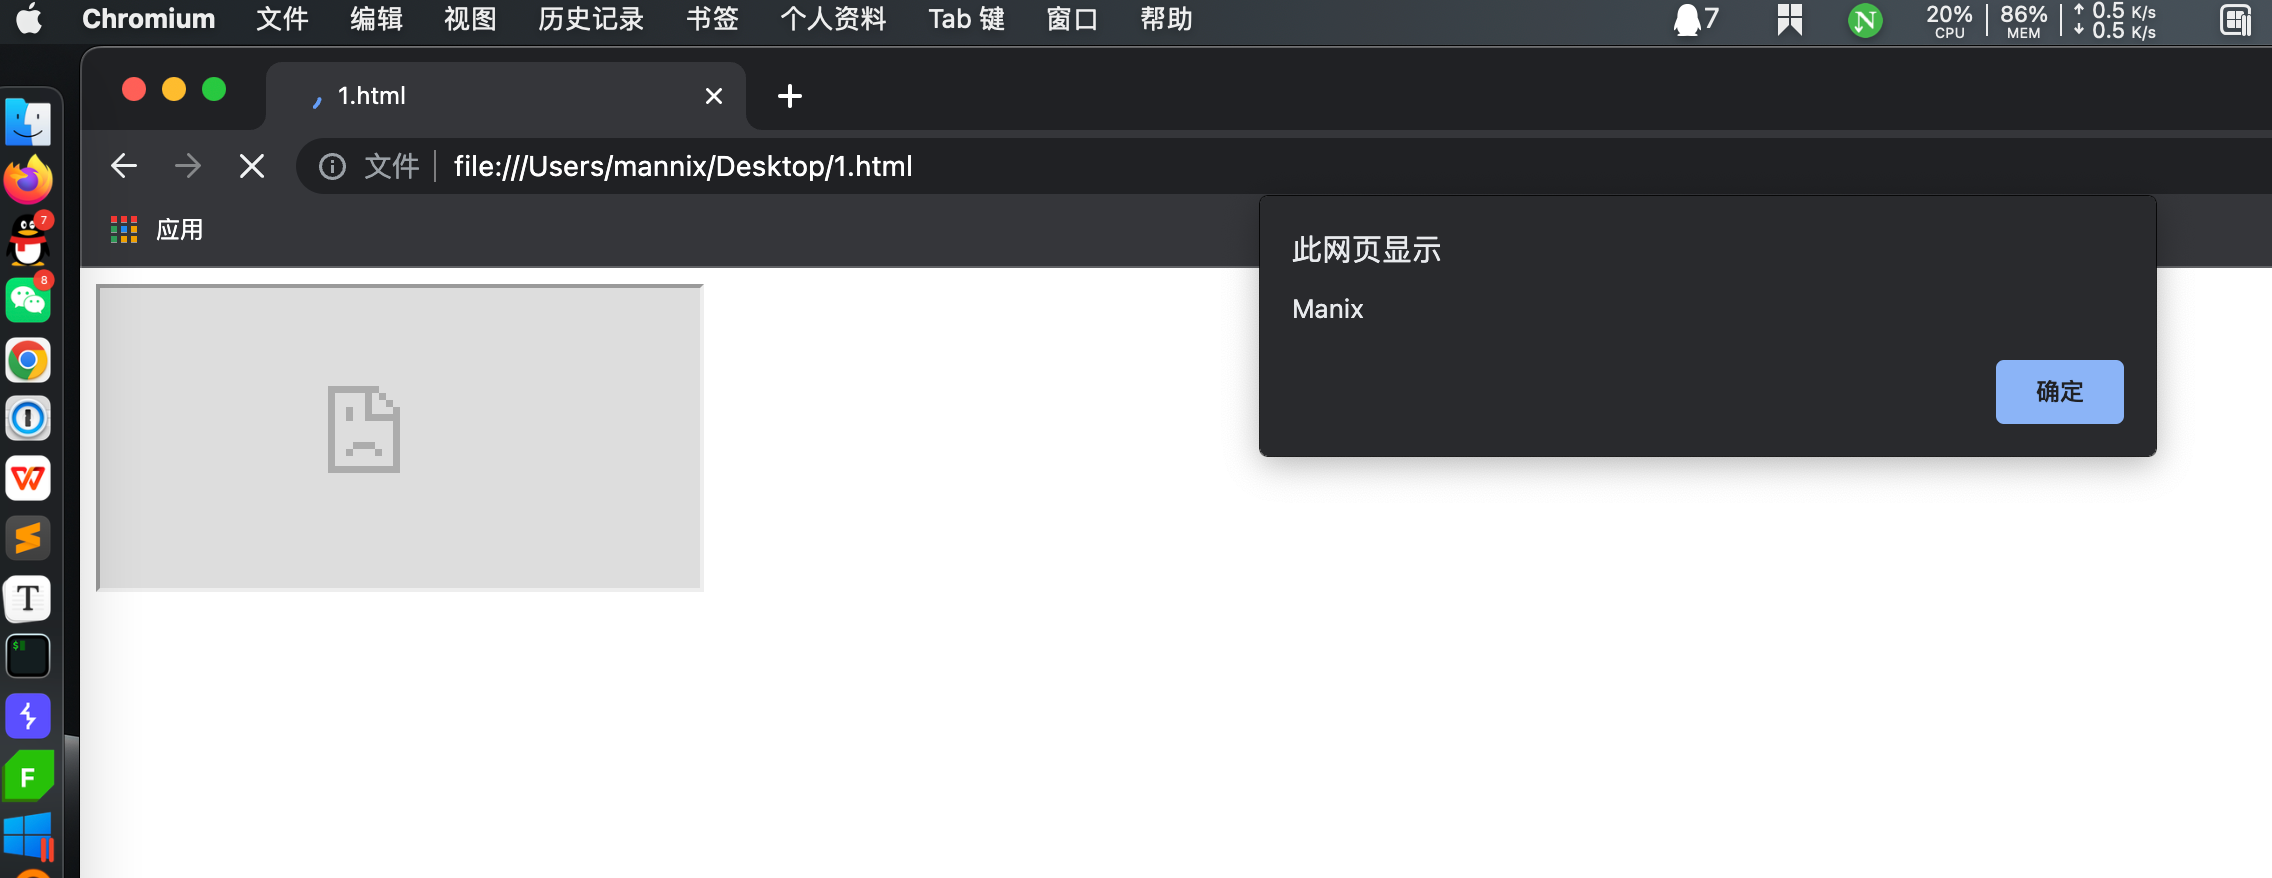 Chromium 文件 编辑 视图 历史记录 书签 个人资料 Tab 键 窗口 帮助 7 N 20% CPU 86% MEM ↑ 0.5 K/s ↓ 0.5 K/s
1.html
文件 file:///Users/mannix/Desktop/1.html
应用
此网页显示
Manix
确定
7
8
T
$
F